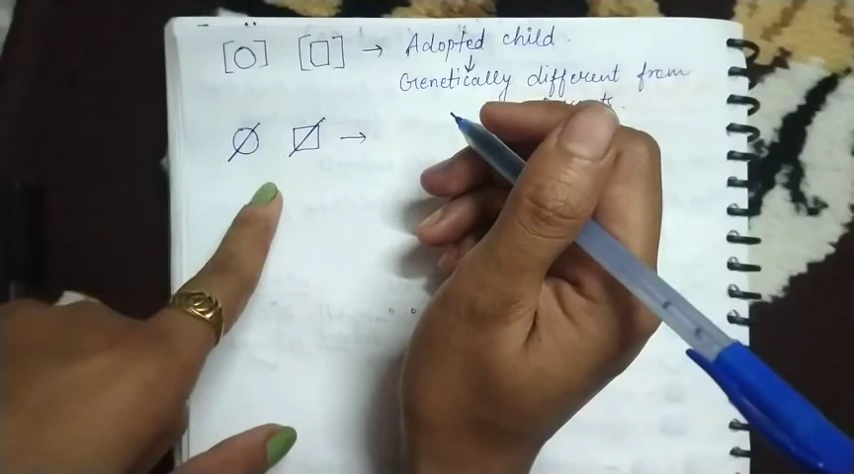 [O] [□] → Adopted child.
↓
Genetically different from